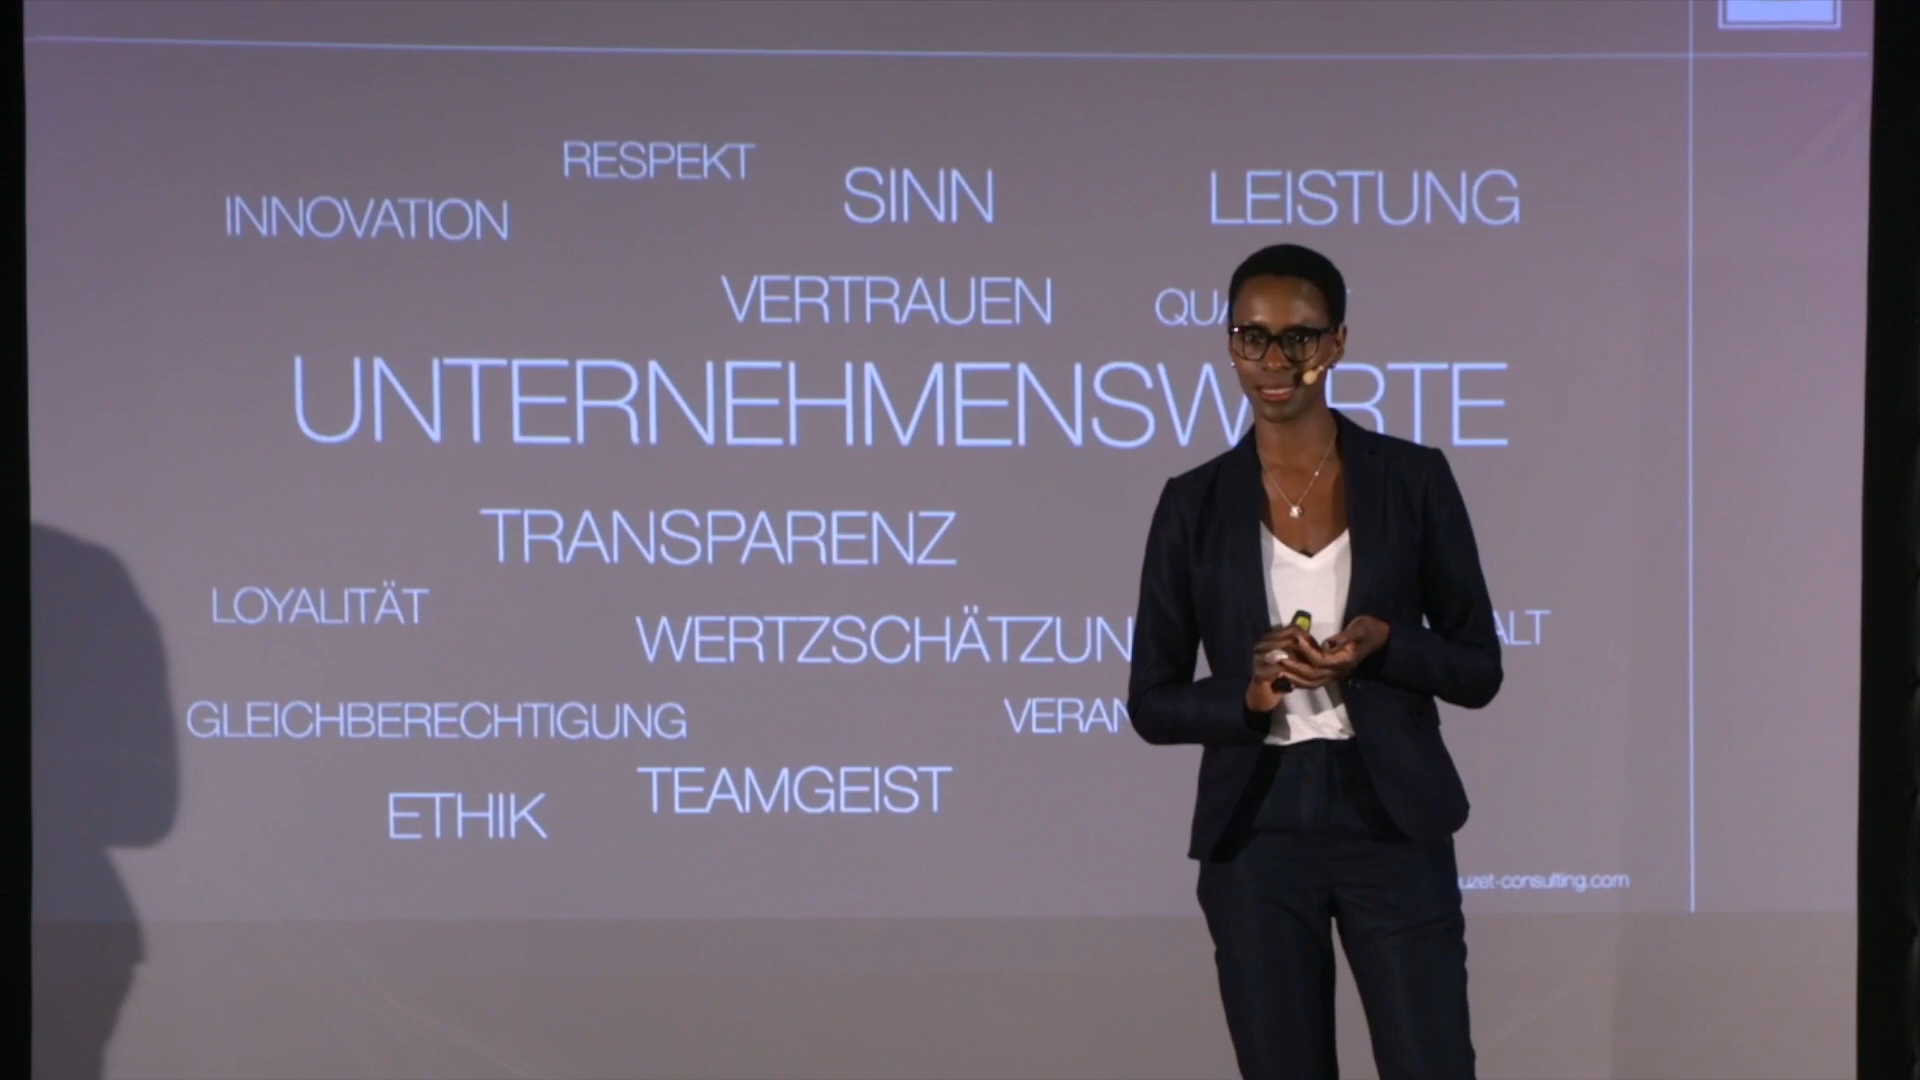 RESPEKT
SINN
LEISTUNG
INNOVATION
VERTRAUEN
TRANSPARENZ
LOYALITÄT
GLEICHBERECHTIGUNG
TEAMGEIST
ETHIK